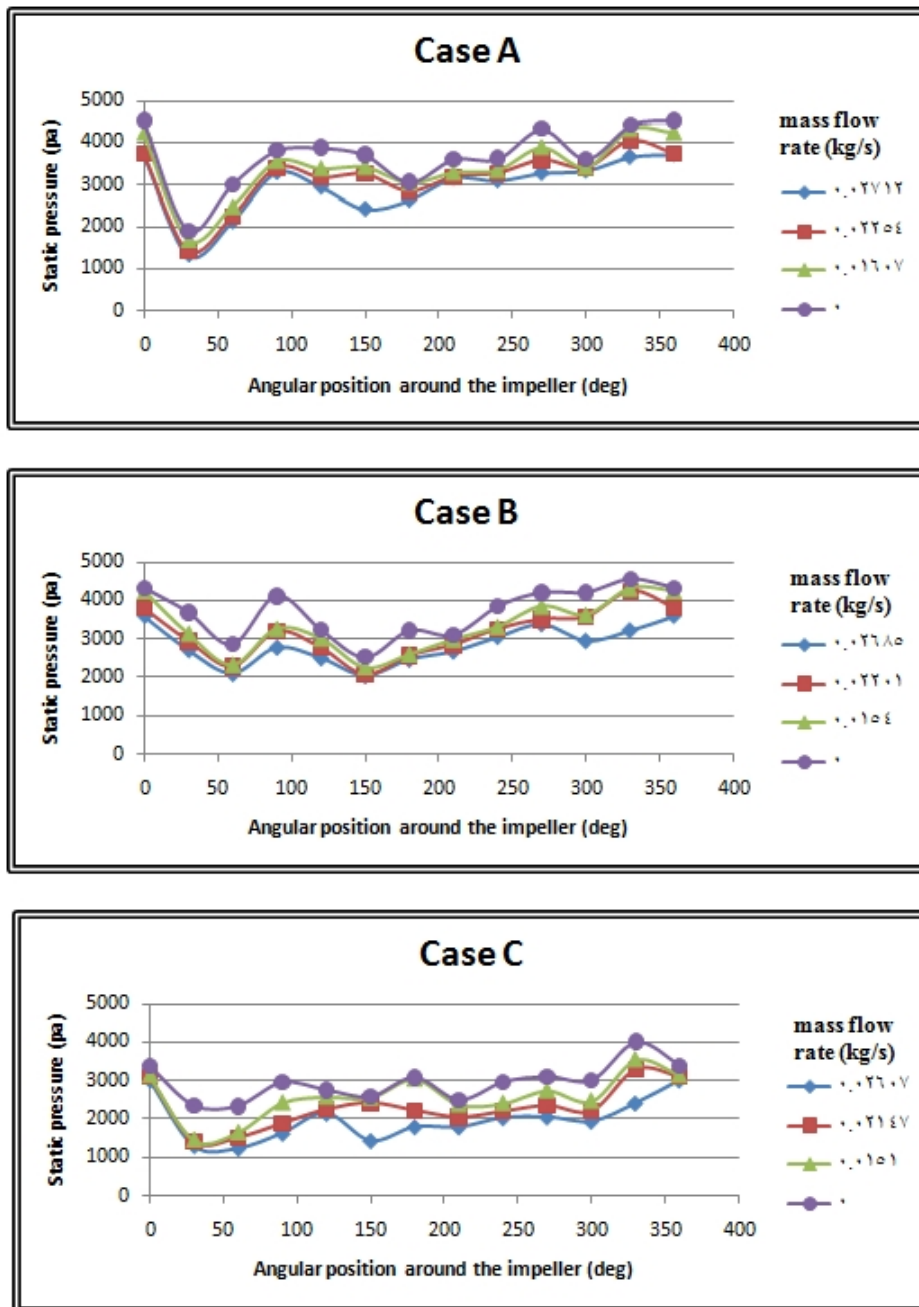 Case A
5000
4000
3000
2000
1000
0
Static pressure (pa)
0 50 100 150 200 250 300 350 400
Angular position around the impeller (deg)
mass flow
rate (kg/s)
٠.٠٢٧١٢
٠.٠٢٢٥٤
٠.٠١٦٠٧
٠
Case B
5000
4000
3000
2000
1000
0
Static pressure (pa)
0 50 100 150 200 250 300 350 400
Angular position around the impeller (deg)
mass flow
rate (kg/s)
٠.٠٢٦٨٥
٠.٠٢٢٠١
٠.٠١٥٤
٠
Case C
5000
4000
3000
2000
1000
0
Static pressure (pa)
0 50 100 150 200 250 300 350 400
Angular position around the impeller (deg)
mass flow
rate (kg/s)
٠.٠٢٦٠٧
٠.٠٢١٤٧
٠.٠١٥١
٠